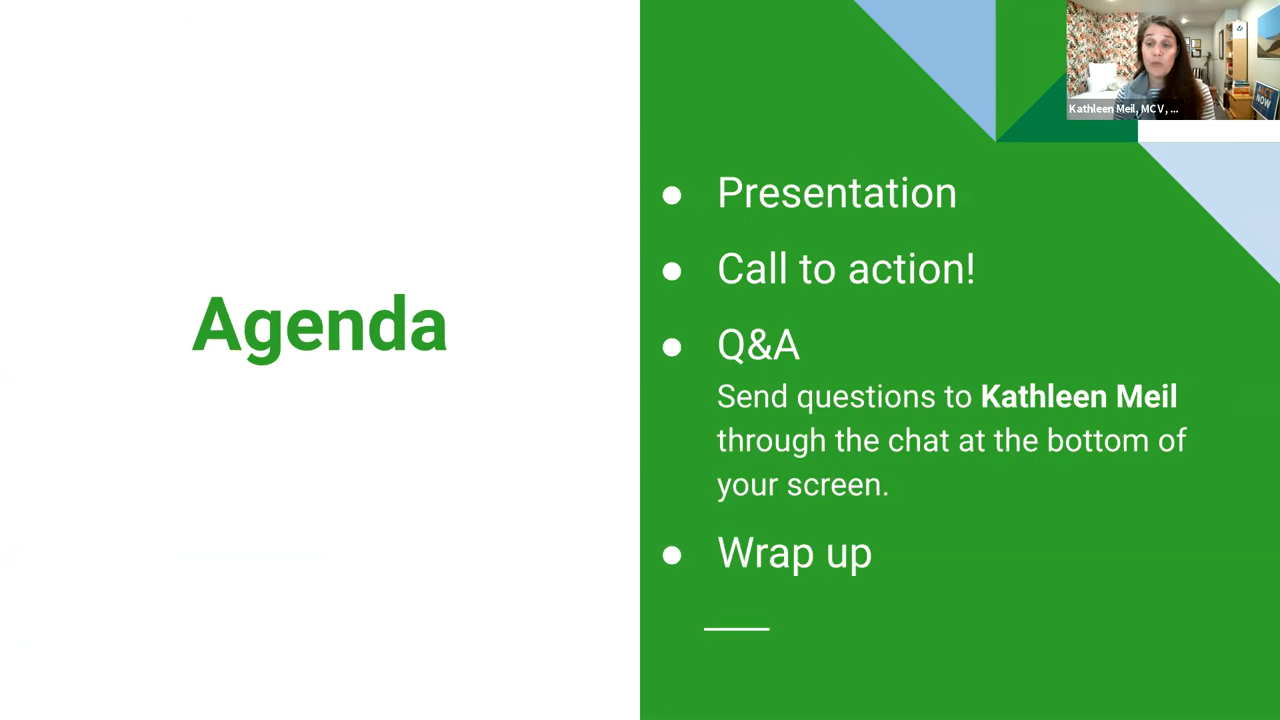 Kathleen Meil, MCV, ...
NOW
Agenda
● Presentation
● Call to action!
● Q&A
Send questions to Kathleen Meil
through the chat at the bottom of
your screen.
● Wrap up